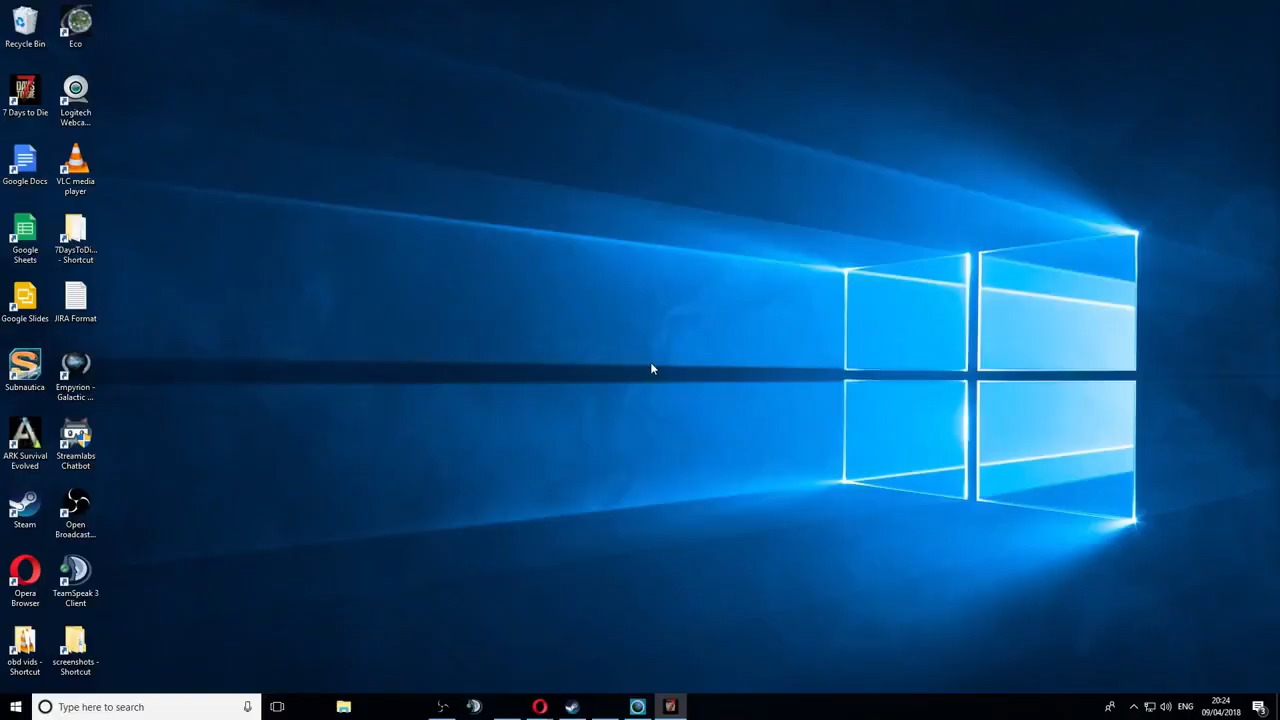 Recycle Bin
Eco
7 Days to Die
Logitech
Webca...
Google Docs
VLC media
player
Google
Sheets
7DaysToDi...
- Shortcut
Google Slides
JIRA Format
Subnautica
Empyrion -
Galactic ...
ARK Survival
Evolved
Streamlabs
Chatbot
Steam
Open
Broadcast...
Opera
Browser
TeamSpeak 3
Client
obd vids -
Shortcut
screenshots -
Shortcut
Type here to search
ENG
20:24
09/04/2018